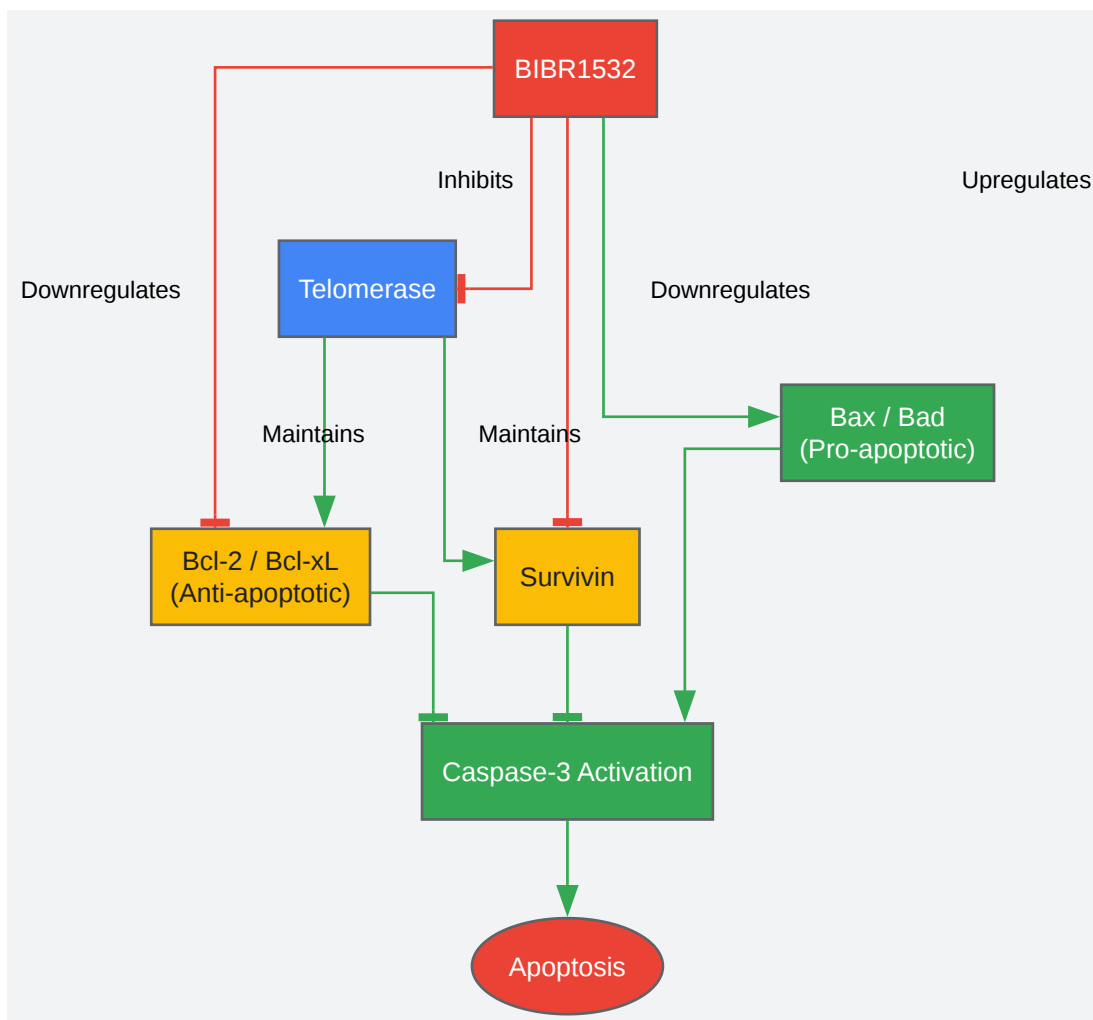 BIBR1532
Inhibits
Upregulates
Telomerase
Downregulates
Downregulates
Bax / Bad
(Pro-apoptotic)
Maintains
Maintains
Bcl-2 / Bcl-xL
(Anti-apoptotic)
Survivin
Caspase-3 Activation
Apoptosis